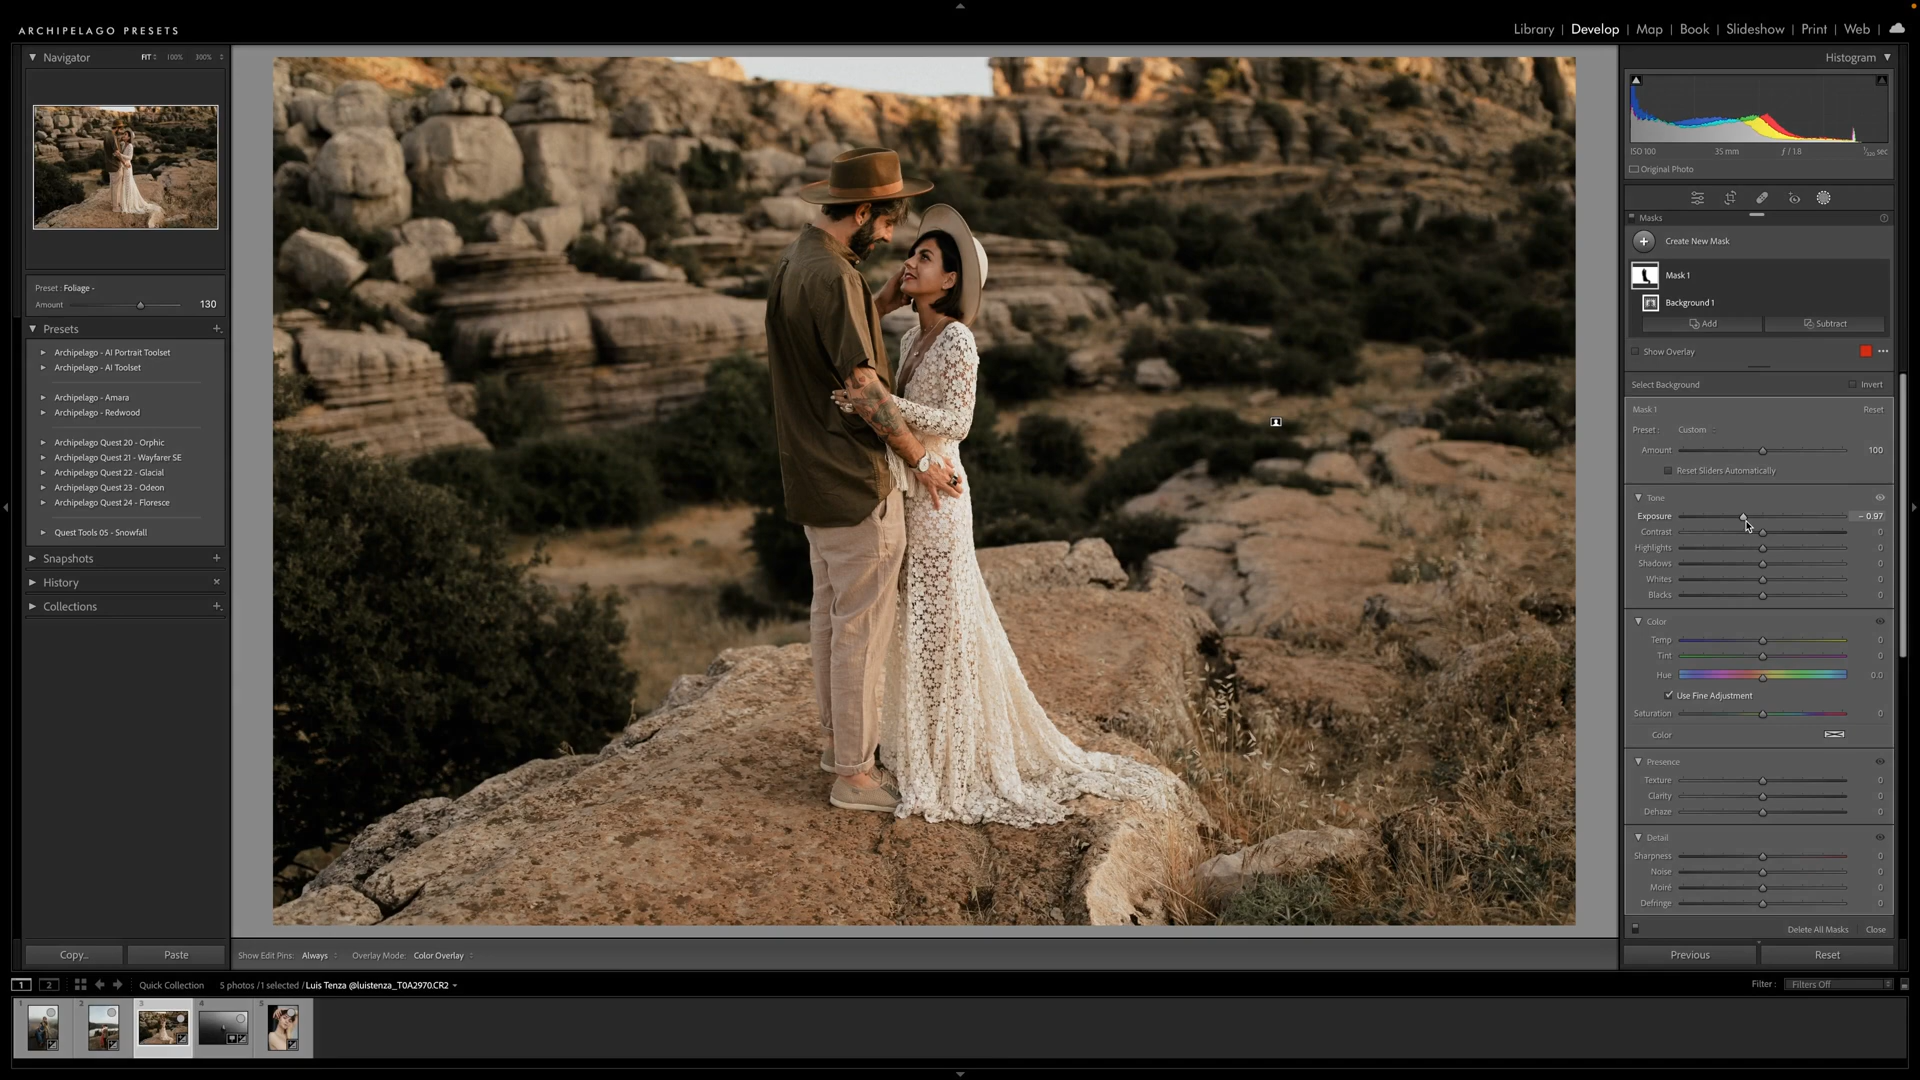 ARCHIPELAGO PRESETS
Library | Develop | Map | Book | Slideshow | Print | Web
Navigator FIT 100% 300%
Preset : Foliage -
Amount 130
Presets
Archipelago - AI Portrait Toolset
Archipelago - AI Toolset
Archipelago - Amara
Archipelago - Redwood
Archipelago Quest 20 - Orphic
Archipelago Quest 21 - Wayfarer SE
Archipelago Quest 22 - Glacial
Archipelago Quest 23 - Odeon
Archipelago Quest 24 - Floresce
Quest Tools 05 - Snowfall
Snapshots
History
Collections
Copy... Paste
Show Edit Pins: Always Overlay Mode: Color Overlay
Histogram
ISO 100 35 mm ƒ / 1.8 sec
Original Photo
Masks
Create New Mask
Mask 1
Background 1
Add Subtract
Show Overlay
Select Background Invert
Mask 1 Reset
Preset : Custom
Amount 100
Reset Sliders Automatically
Tone
Exposure – 0.97
Contrast 0
Highlights 0
Shadows 0
Whites 0
Blacks 0
Color
Temp 0
Tint 0
Hue 0.0
Use Fine Adjustment
Saturation 0
Color
Presence
Texture 0
Clarity 0
Dehaze 0
Detail
Sharpness 0
Noise 0
Moiré 0
Defringe 0
Delete All Masks Close
Previous Reset
1 2 Quick Collection 5 photos / 1 selected / Luis Tenza @luistenza_T0A2970.CR2
Filter : Filters Off
1 2 3 4 5